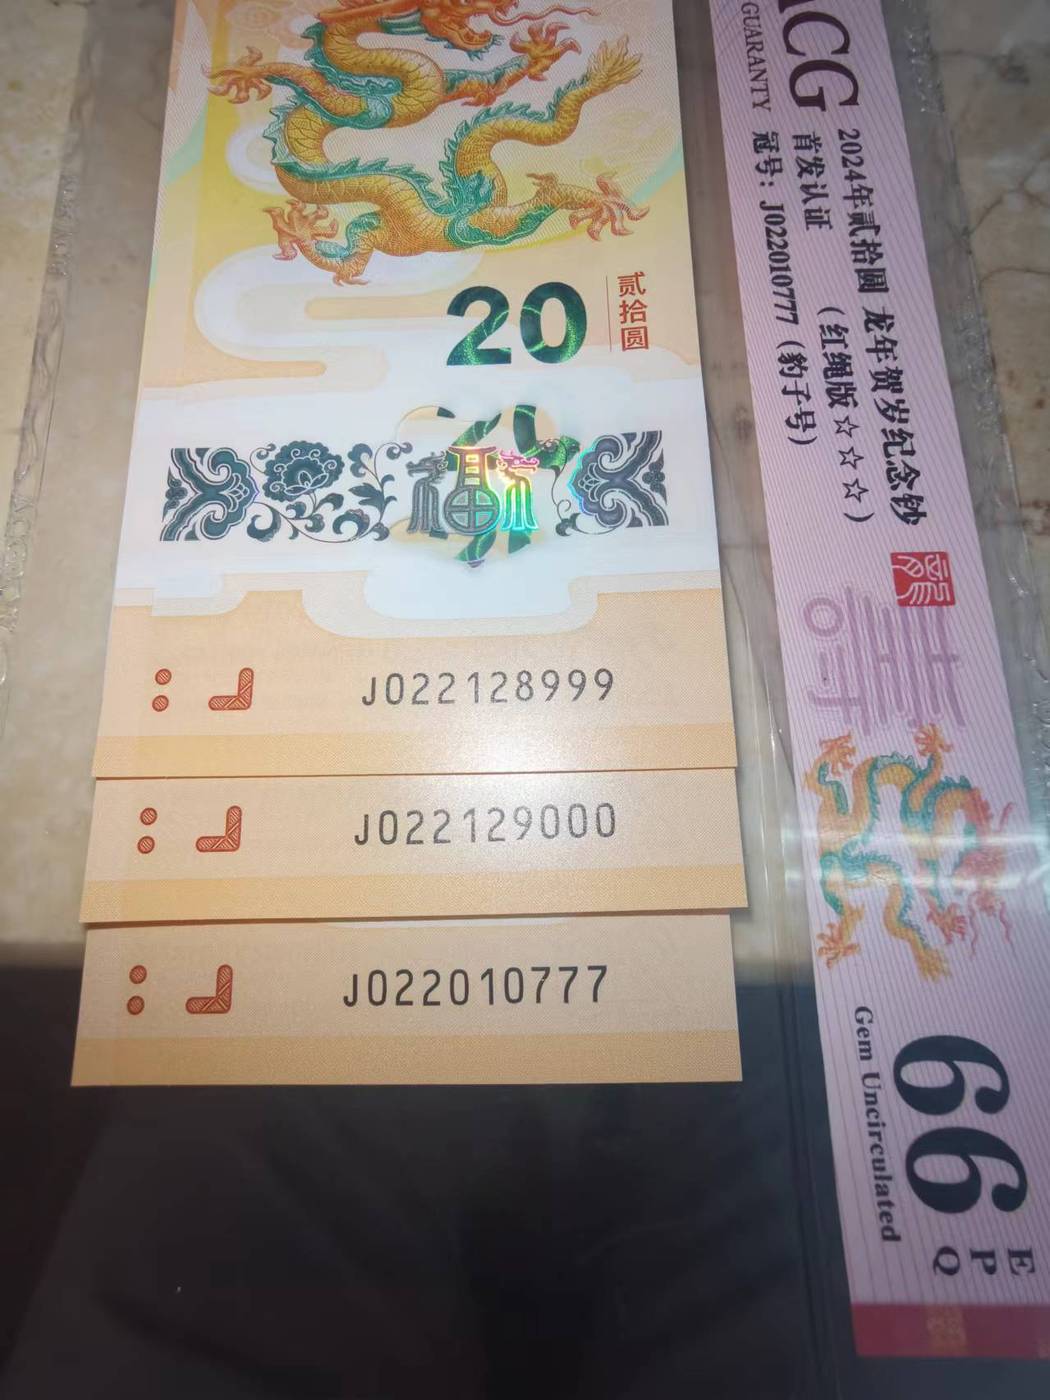 20
贰拾圆
J022128999
J022129000
J022010777
ACG
GUARANTY
2024年贰拾圆 龙年贺岁纪念钞
首发认证 (红绳版☆☆☆)
冠号: J022010777 (豹子号)
Gem Uncirculated
66
E
P
Q